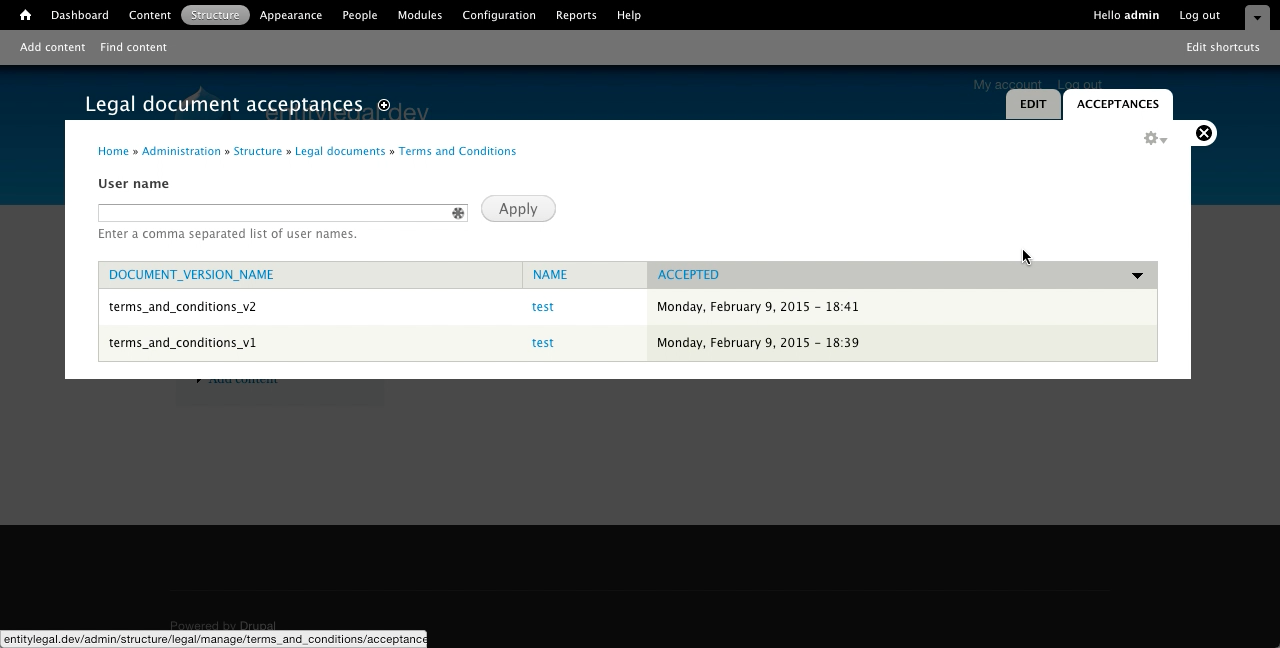 Dashboard Content Structure Appearance People Modules Configuration Reports Help Hello admin Log out
Add content Find content Edit shortcuts
My account Log out
Legal document acceptances
entitylegal.dev
EDIT ACCEPTANCES
Home » Administration » Structure » Legal documents » Terms and Conditions
User name
Apply
Enter a comma separated list of user names.
DOCUMENT_VERSION_NAME NAME ACCEPTED
terms_and_conditions_v2 test Monday, February 9, 2015 - 18:41
terms_and_conditions_v1 test Monday, February 9, 2015 - 18:39
Add content
Powered by Drupal
entitylegal.dev/admin/structure/legal/manage/terms_and_conditions/acceptance